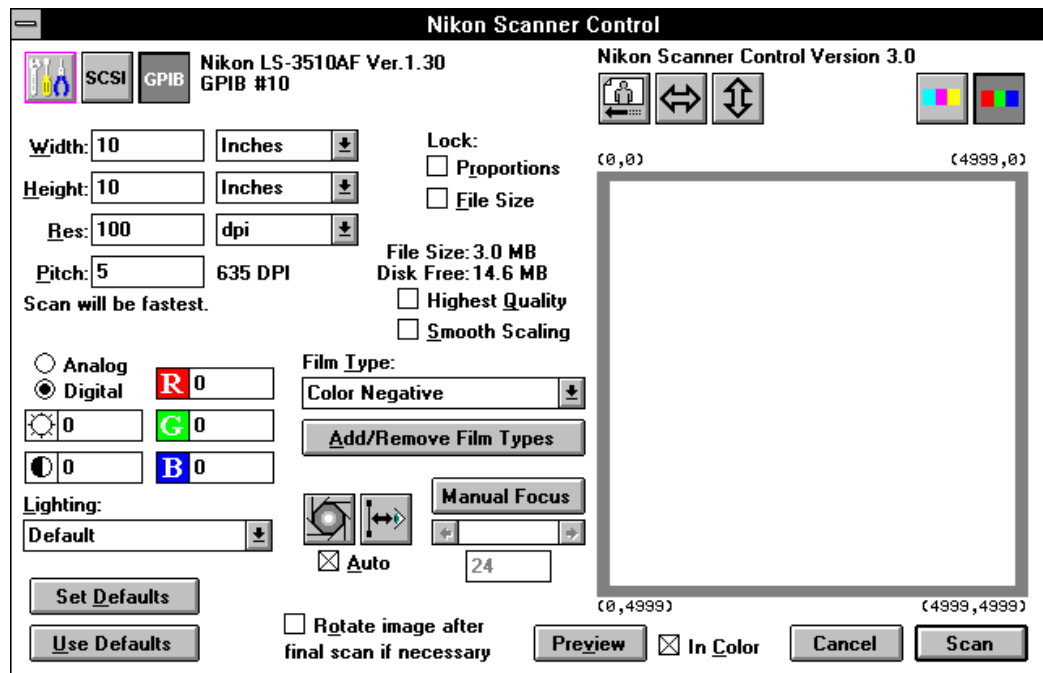 Nikon Scanner Control
SCSI
GPIB
Nikon LS-3510AF Ver.1.30
GPIB #10
Nikon Scanner Control Version 3.0
Width: 10 Inches
Height: 10 Inches
Res: 100 dpi
Pitch: 5 635 DPI
Scan will be fastest.
Lock:
Proportions
File Size
File Size: 3.0 MB
Disk Free: 14.6 MB
Highest Quality
Smooth Scaling
(0,0) (4999,0)
(0,4999) (4999,4999)
Analog
Digital
R 0
0 G 0
0 B 0
Film Type:
Color Negative
Add/Remove Film Types
Lighting:
Default
Manual Focus
Auto
24
Set Defaults
Use Defaults
Rotate image after
final scan if necessary
Preview In Color Cancel Scan